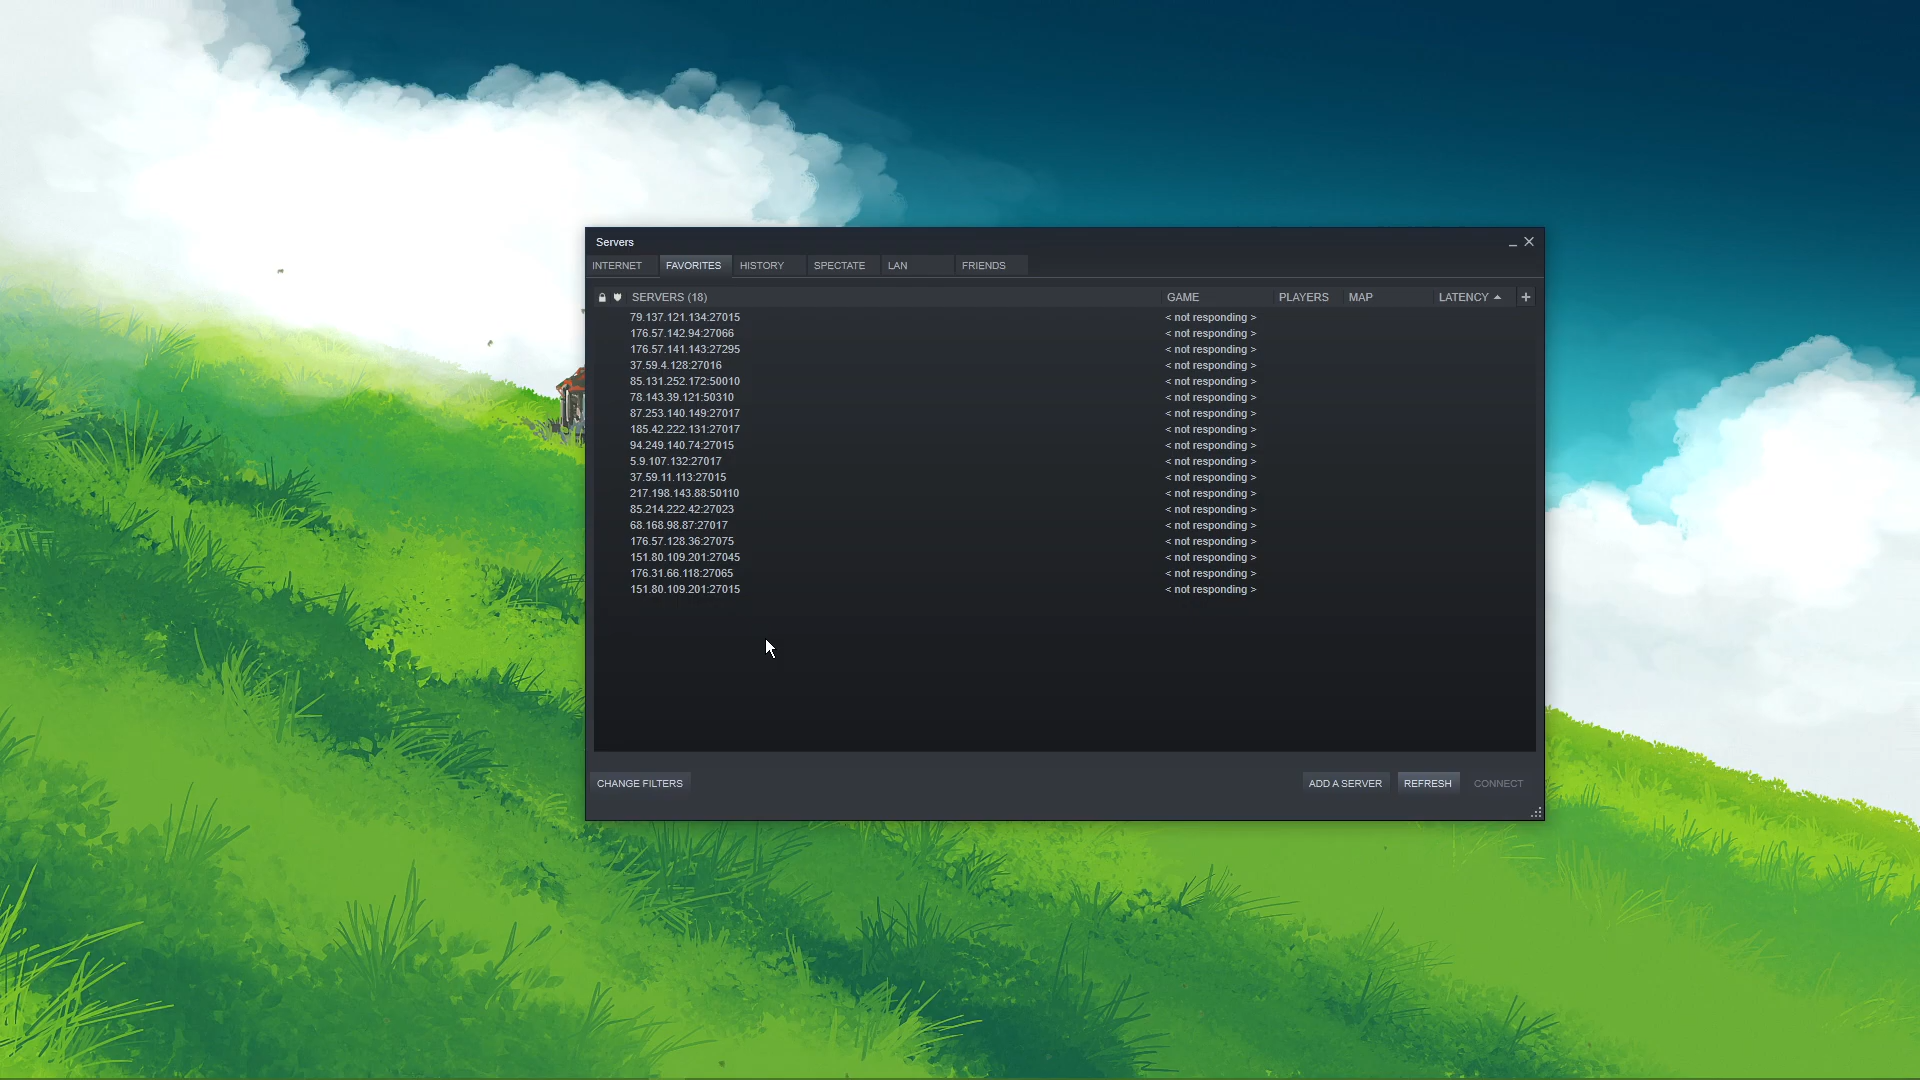 Servers
INTERNET FAVORITES HISTORY SPECTATE LAN FRIENDS
SERVERS (18) GAME PLAYERS MAP LATENCY +
79.137.121.134:27015 < not responding >
176.57.142.94:27066 < not responding >
176.57.141.143:27295 < not responding >
37.59.4.128:27016 < not responding >
85.131.252.172:50010 < not responding >
78.143.39.121:50310 < not responding >
87.253.140.149:27017 < not responding >
185.42.222.131:27017 < not responding >
94.249.140.74:27015 < not responding >
5.9.107.132:27017 < not responding >
37.59.11.113:27015 < not responding >
217.198.143.88:50110 < not responding >
85.214.222.42:27023 < not responding >
68.168.98.87:27017 < not responding >
176.57.128.36:27075 < not responding >
151.80.109.201:27045 < not responding >
176.31.66.118:27065 < not responding >
151.80.109.201:27015 < not responding >
CHANGE FILTERS ADD A SERVER REFRESH CONNECT